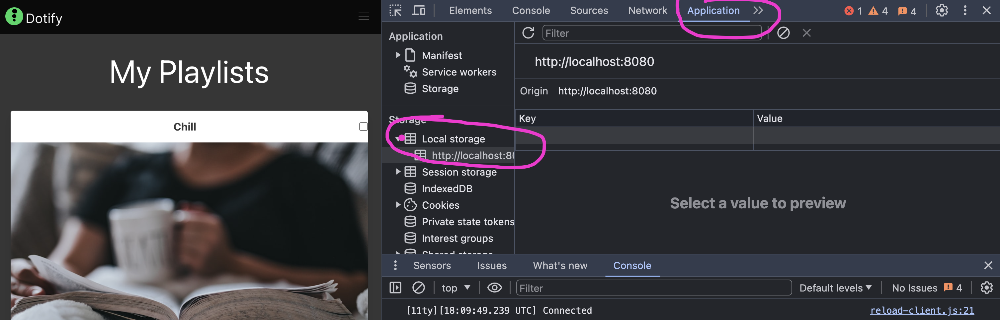 Dotify
My Playlists
Chill
Elements Console Sources Network Application 1 4 4
Application
Manifest
Service workers
Storage
Storage
Local storage
http://localhost:80
Session storage
IndexedDB
Cookies
Private state tokens
Interest groups
Shared storage
Filter
http://localhost:8080
Origin http://localhost:8080
Key Value
Select a value to preview
Sensors Issues What's new Console
top Filter Default levels No Issues 4
[11ty][18:09:49.239 UTC] Connected reload-client.js:21